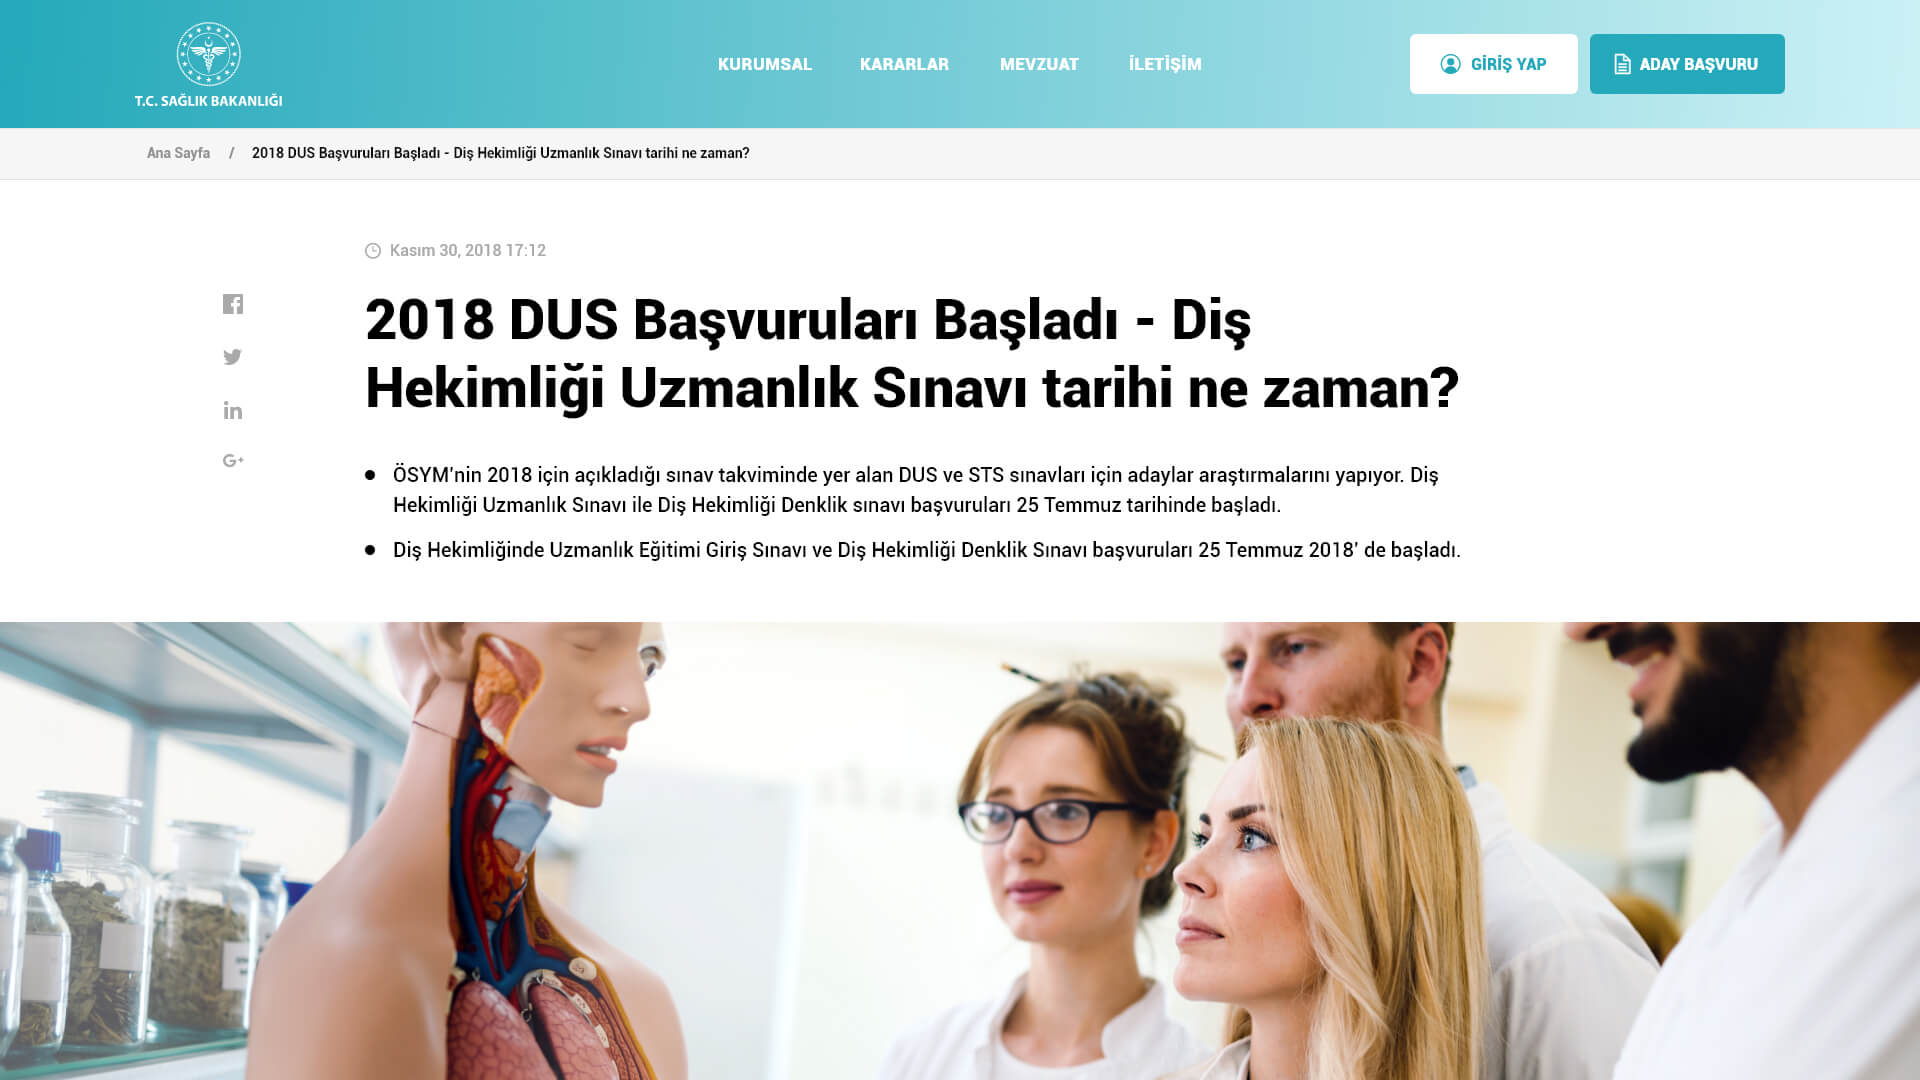 T.C. SAĞLIK BAKANLIĞI
KURUMSAL
KARARLAR
MEVZUAT
İLETİŞİM
GİRİŞ YAP
ADAY BAŞVURU
Ana Sayfa / 2018 DUS Başvuruları Başladı - Diş Hekimliği Uzmanlık Sınavı tarihi ne zaman?
Kasım 30, 2018 17:12
2018 DUS Başvuruları Başladı - Diş
Hekimliği Uzmanlık Sınavı tarihi ne zaman?
ÖSYM'nin 2018 için açıkladığı sınav takviminde yer alan DUS ve STS sınavları için adaylar araştırmalarını yapıyor. Diş
Hekimliği Uzmanlık Sınavı ile Diş Hekimliği Denklik sınavı başvuruları 25 Temmuz tarihinde başladı.
Diş Hekimliğinde Uzmanlık Eğitimi Giriş Sınavı ve Diş Hekimliği Denklik Sınavı başvuruları 25 Temmuz 2018' de başladı.